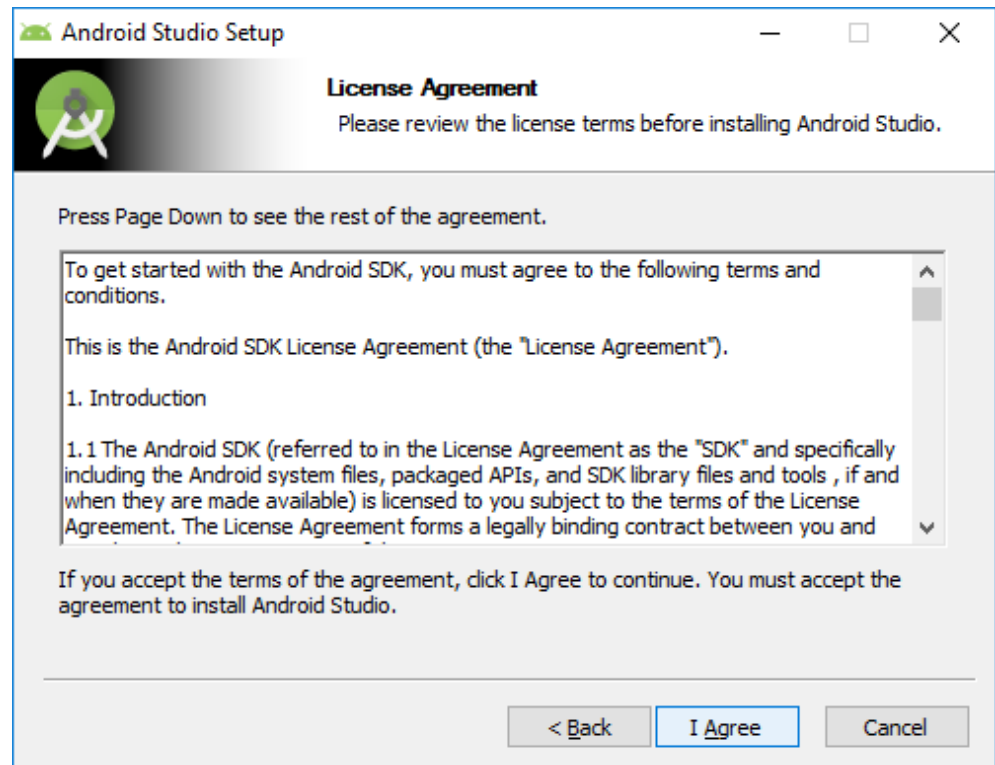 Android Studio Setup
License Agreement
Please review the license terms before installing Android Studio.
Press Page Down to see the rest of the agreement.
To get started with the Android SDK, you must agree to the following terms and
conditions.
This is the Android SDK License Agreement (the "License Agreement").
1. Introduction
1.1 The Android SDK (referred to in the License Agreement as the "SDK" and specifically
including the Android system files, packaged APIs, and SDK library files and tools , if and
when they are made available) is licensed to you subject to the terms of the License
Agreement. The License Agreement forms a legally binding contract between you and
If you accept the terms of the agreement, click I Agree to continue. You must accept the
agreement to install Android Studio.
< Back
I Agree
Cancel